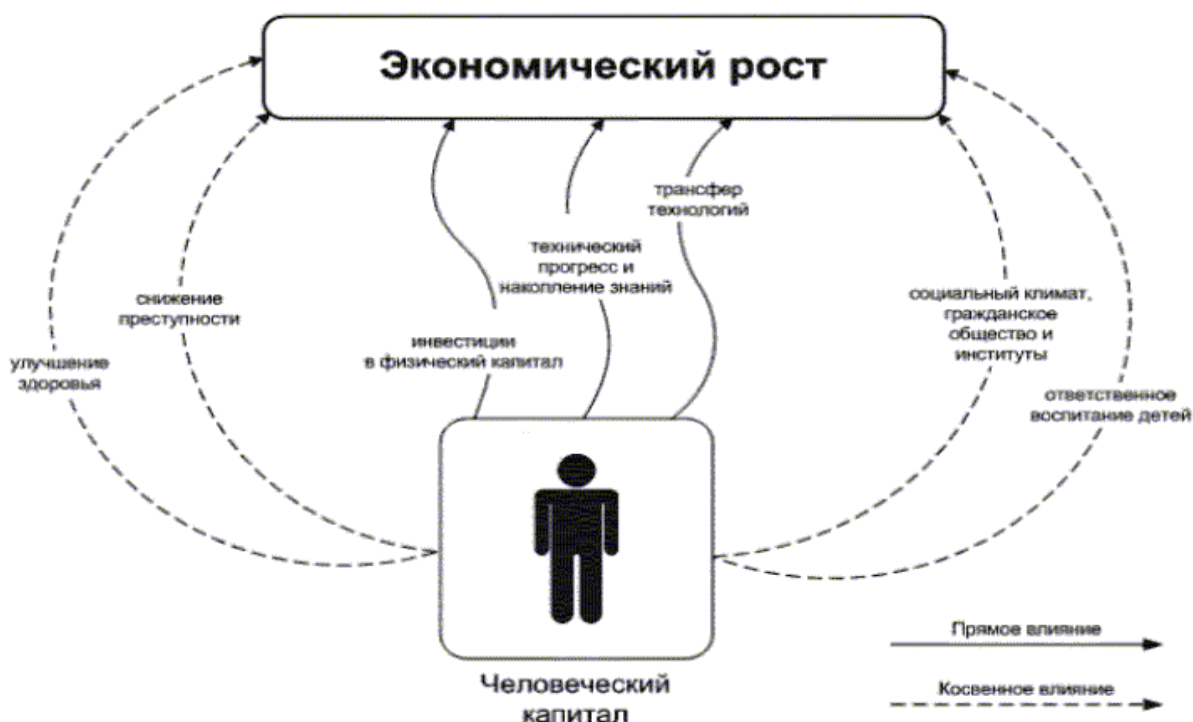 Экономический рост
трансфер
технологий
технический
прогресс и
накопление знаний
снижение
преступности
социальный климат,
гражданское
общество и
институты
инвестиции
в физический капитал
улучшение
здоровья
ответственное
воспитание детей
Прямое влияние
Человеческий
капитал
Косвенное влияние